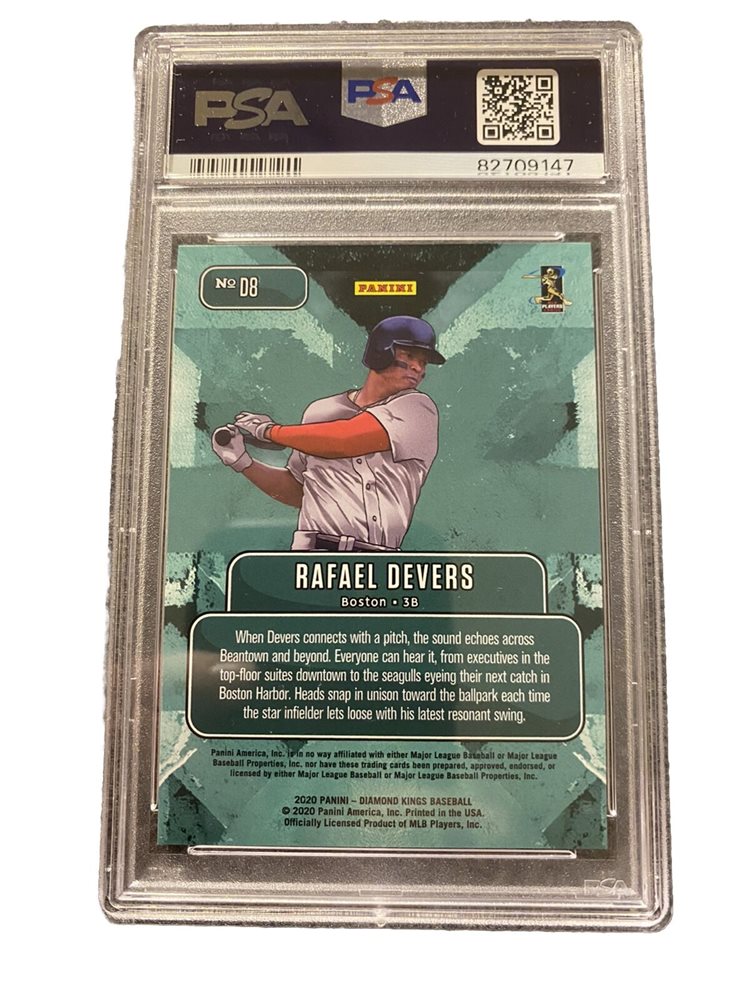 PSA
PSA
82709147
Nº D8
PANINI
PLAYERS
RAFAEL DEVERS
Boston ▪ 3B
When Devers connects with a pitch, the sound echoes across
Beantown and beyond. Everyone can hear it, from executives in the
top-floor suites downtown to the seagulls eyeing their next catch in
Boston Harbor. Heads snap in unison toward the ballpark each time
the star infielder lets loose with his latest resonant swing.
Panini America, Inc. is in no way affiliated with either Major League Baseball or Major League
Baseball Properties, Inc. nor have these trading cards been prepared, approved, endorsed, or
licensed by either Major League Baseball or Major League Baseball Properties, Inc.
2020 PANINI – DIAMOND KINGS BASEBALL
© 2020 Panini America, Inc. Printed in the USA.
Officially Licensed Product of MLB Players, Inc.
PSA